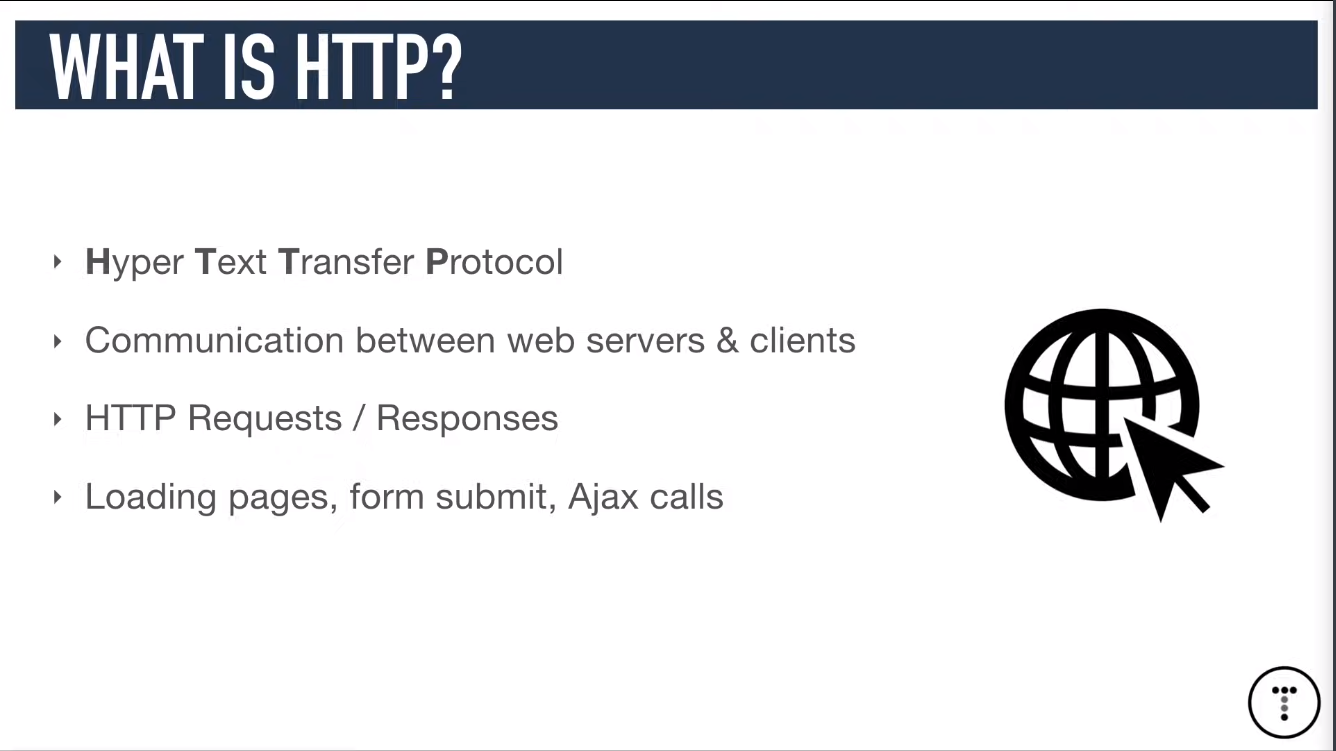 WHAT IS HTTP?
Hyper Text Transfer Protocol
Communication between web servers & clients
HTTP Requests / Responses
Loading pages, form submit, Ajax calls
T